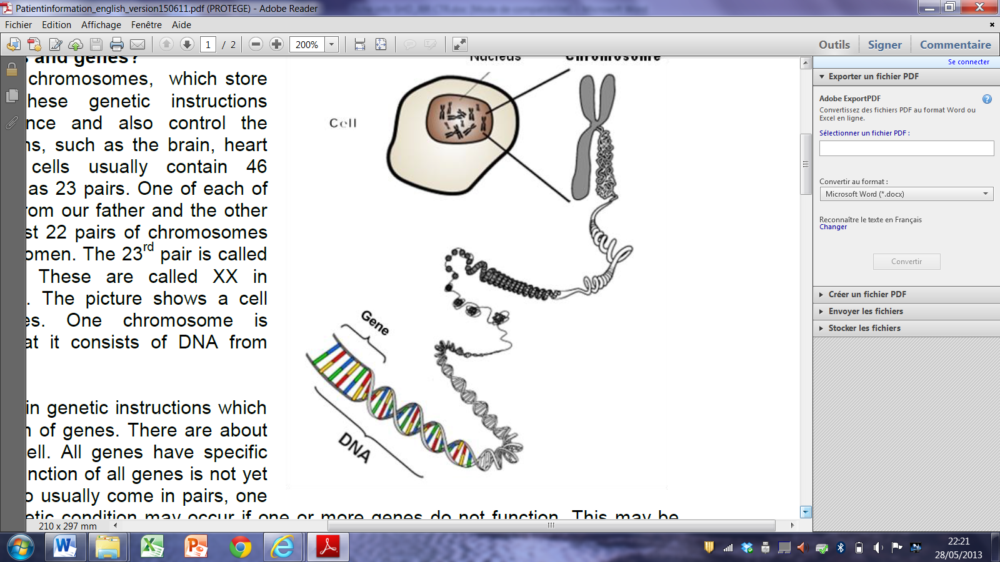 Patientinformation_english_version150611.pdf (PROTEGE) - Adobe Reader
Fichier Edition Affichage Fenêtre Aide
1 / 2 200% Outils Signer Commentaire
and genes?
chromosomes, which store
hese genetic instructions
nce and also control the
ns, such as the brain, heart
cells usually contain 46
as 23 pairs. One of each of
rom our father and the other
st 22 pairs of chromosomes
omen. The 23rd pair is called
These are called XX in
. The picture shows a cell
es. One chromosome is
at it consists of DNA from
in genetic instructions which
n of genes. There are about
ell. All genes have specific
nction of all genes is not yet
o usually come in pairs, one
etic condition may occur if one or more genes do not function. This may be
Nucleus Chromosome
Cell
Gene
DNA
Se connecter
Exporter un fichier PDF
Adobe ExportPDF
Convertissez des fichiers PDF au format Word ou
Excel en ligne.
Sélectionner un fichier PDF :
Convertir au format :
Microsoft Word (*.docx)
Reconnaître le texte en Français
Changer
Convertir
Créer un fichier PDF
Envoyer les fichiers
Stocker les fichiers
210 x 297 mm
22:21
28/05/2013